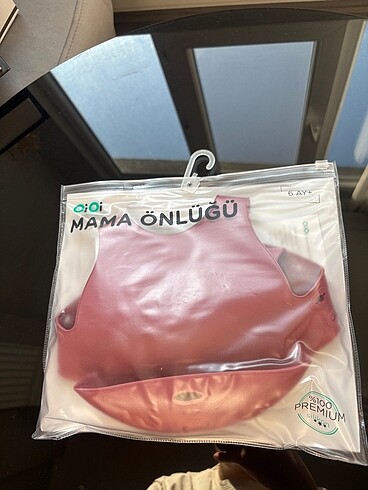 OiOi
6 AY+
MAMA ÖNLÜĞÜ
%100
PREMIUM